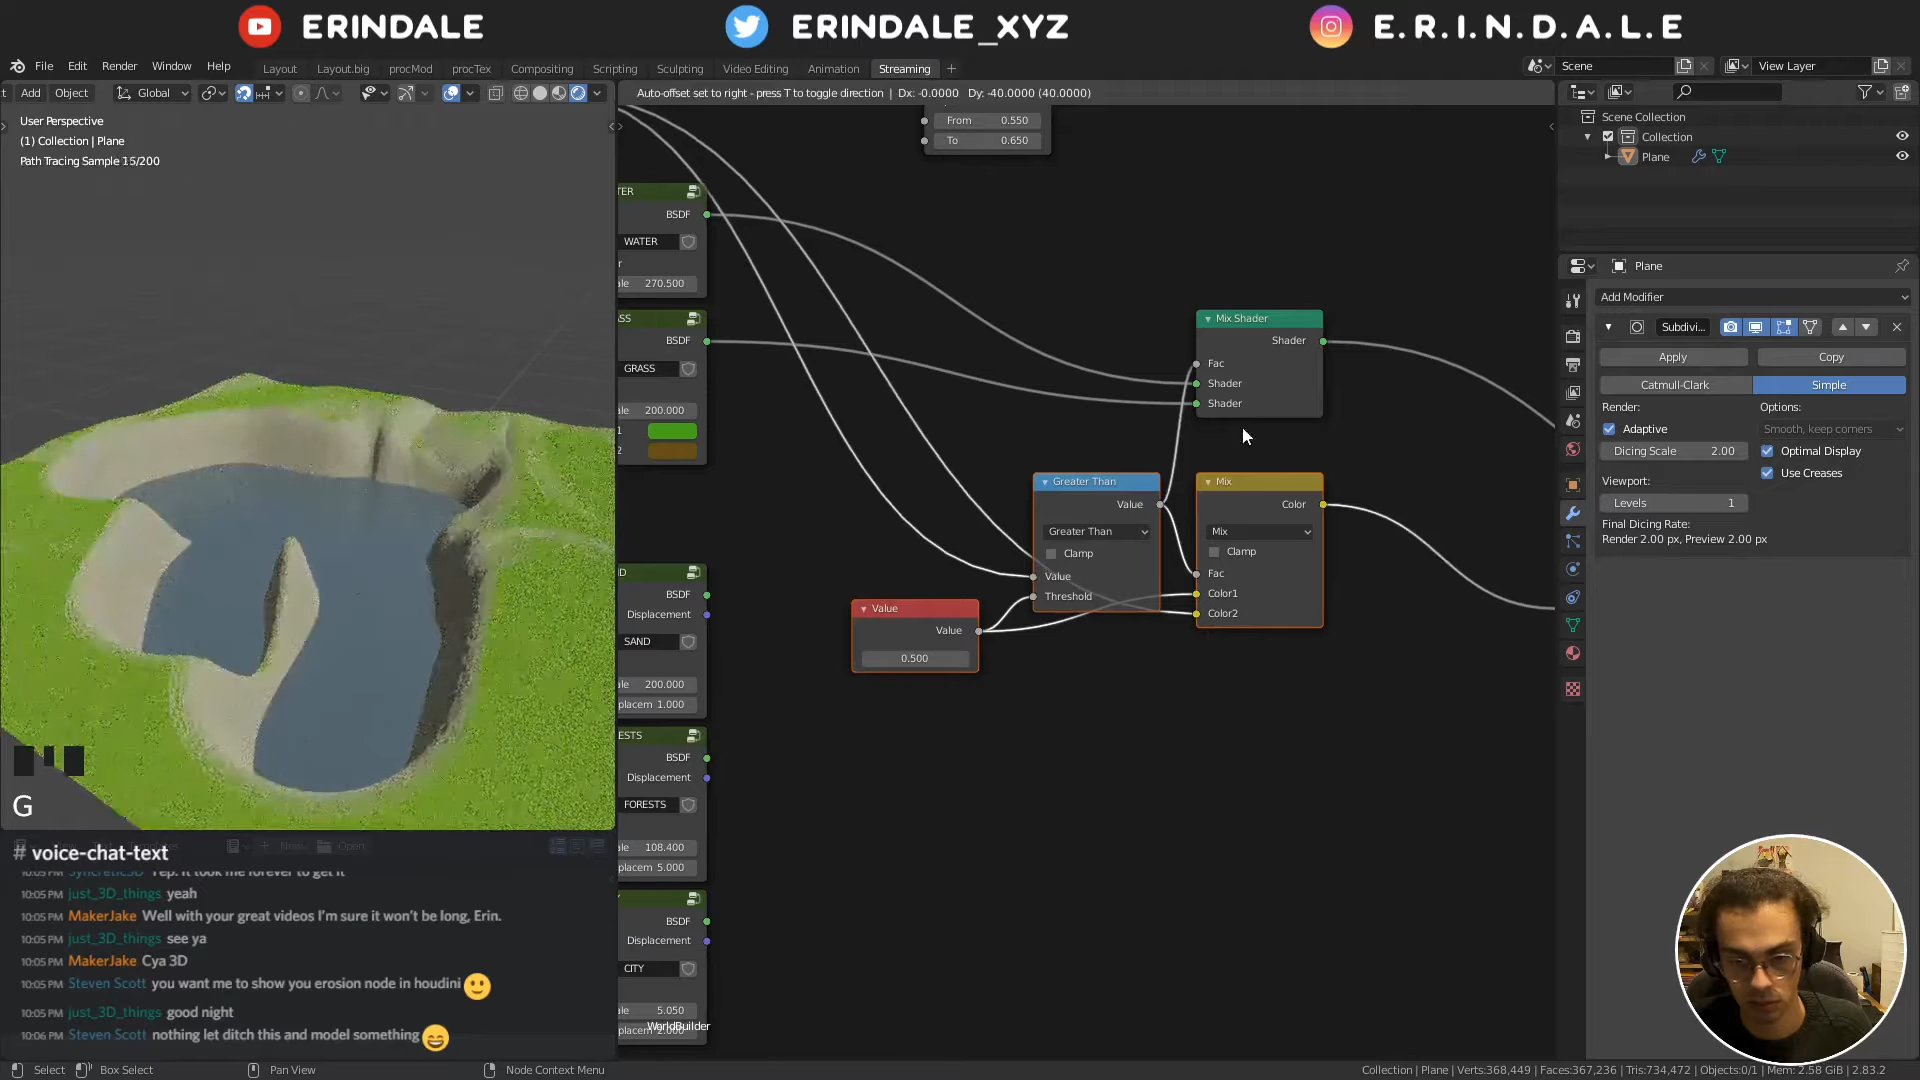 ERINDALE ERINDALE_XYZ E.R.I.N.D.A.L.E
File Edit Render Window Help Layout Layout.big procMod procTex Compositing Scripting Sculpting Video Editing Animation Streaming Scene View Layer
Add Object Global Auto-offset set to right - press T to toggle direction | Dx: -0.0000 Dy: -40.0000 (40.0000)
User Perspective
(1) Collection | Plane
Path Tracing Sample 15/200
From 0.550
To 0.650
TER
BSDF
WATER
270.500
ASS
BSDF
GRASS
200.000
BSDF
Displacement
SAND
200.000
placem 1.000
ESTS
BSDF
Displacement
FORESTS
108.400
placem 5.000
BSDF
Displacement
CITY
5.050
placem 2.000
WorldBuilder
Mix Shader
Shader
Fac
Shader
Shader
Greater Than
Value
Greater Than
Clamp
Value
Threshold
Mix
Color
Mix
Clamp
Fac
Color1
Color2
Value
Value
0.500
Scene Collection
Collection
Plane
Plane
Add Modifier
Subdivi...
Apply Copy
Catmull-Clark Simple
Render: Options:
Adaptive Smooth, keep corners
Dicing Scale 2.00 Optimal Display
Viewport: Use Creases
Levels 1
Final Dicing Rate:
Render 2.00 px, Preview 2.00 px
G
# voice-chat-text
10:05 PM just_3D_things yeah
10:05 PM MakerJake Well with your great videos I'm sure it won't be long, Erin.
10:05 PM just_3D_things see ya
10:05 PM MakerJake Cya 3D
10:05 PM Steven Scott you want me to show you erosion node in houdini
10:05 PM just_3D_things good night
10:06 PM Steven Scott nothing let ditch this and model something
Select Box Select Pan View Node Context Menu Collection | Plane | Verts:368,449 | Faces:367,236 | Tris:734,472 | Objects:0/1 | Mem: 2.58 GiB | 2.83.2